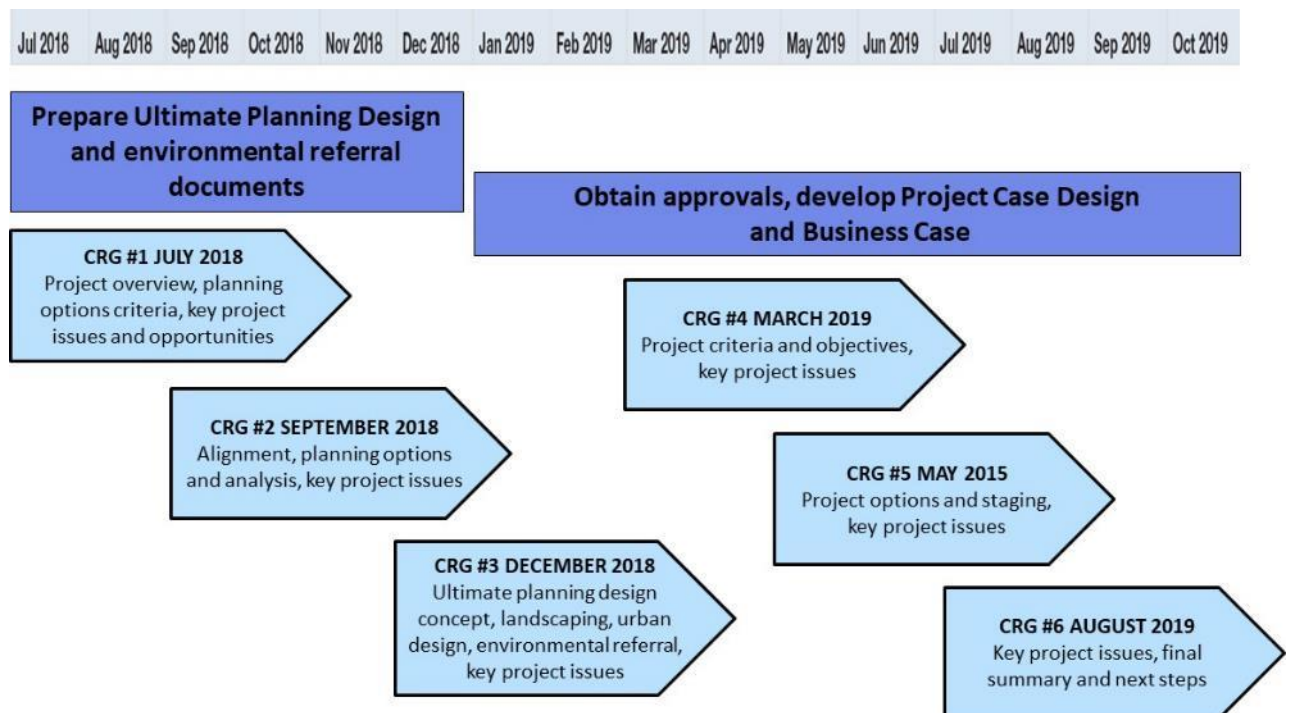 Jul 2018 Aug 2018 Sep 2018 Oct 2018 Nov 2018 Dec 2018 Jan 2019 Feb 2019 Mar 2019 Apr 2019 May 2019 Jun 2019 Jul 2019 Aug 2019 Sep 2019 Oct 2019
Prepare Ultimate Planning Design
and environmental referral
documents
Obtain approvals, develop Project Case Design
and Business Case
CRG #1 JULY 2018
Project overview, planning
options criteria, key project
issues and opportunities
CRG #2 SEPTEMBER 2018
Alignment, planning options
and analysis, key project issues
CRG #3 DECEMBER 2018
Ultimate planning design
concept, landscaping, urban
design, environmental referral,
key project issues
CRG #4 MARCH 2019
Project criteria and objectives,
key project issues
CRG #5 MAY 2015
Project options and staging,
key project issues
CRG #6 AUGUST 2019
Key project issues, final
summary and next steps